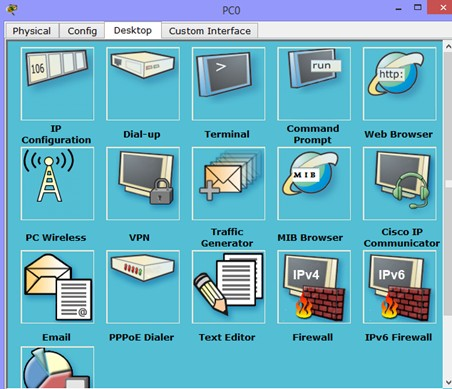 PC0
Physical Config Desktop Custom Interface
106
>
run
http:
IP
Configuration
Dial-up
Terminal
Command
Prompt
Web Browser
MIB
PC Wireless
VPN
Traffic
Generator
MIB Browser
Cisco IP
Communicator
@
IPv4
IPv6
Email
PPPoE Dialer
Text Editor
Firewall
IPv6 Firewall